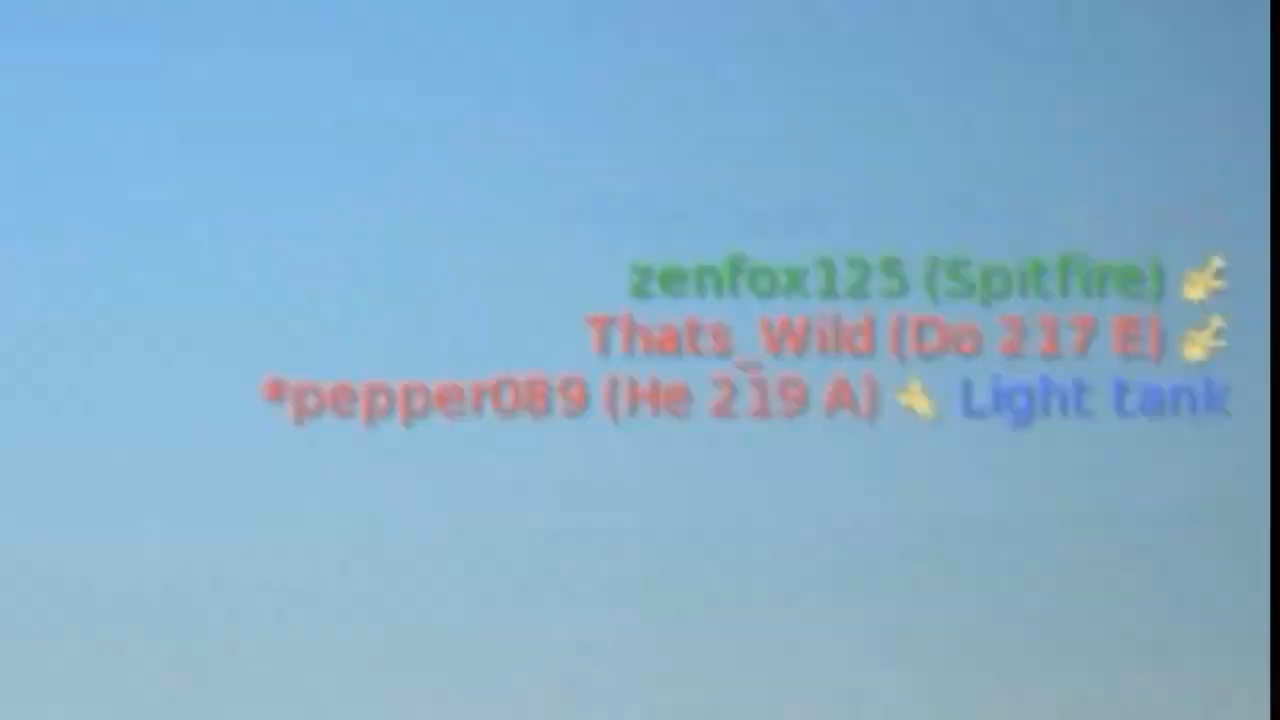 zenfox125 (Spitfire)
Thats_Wild (Do 217 E)
*pepper089 (He 219 A) Light tank